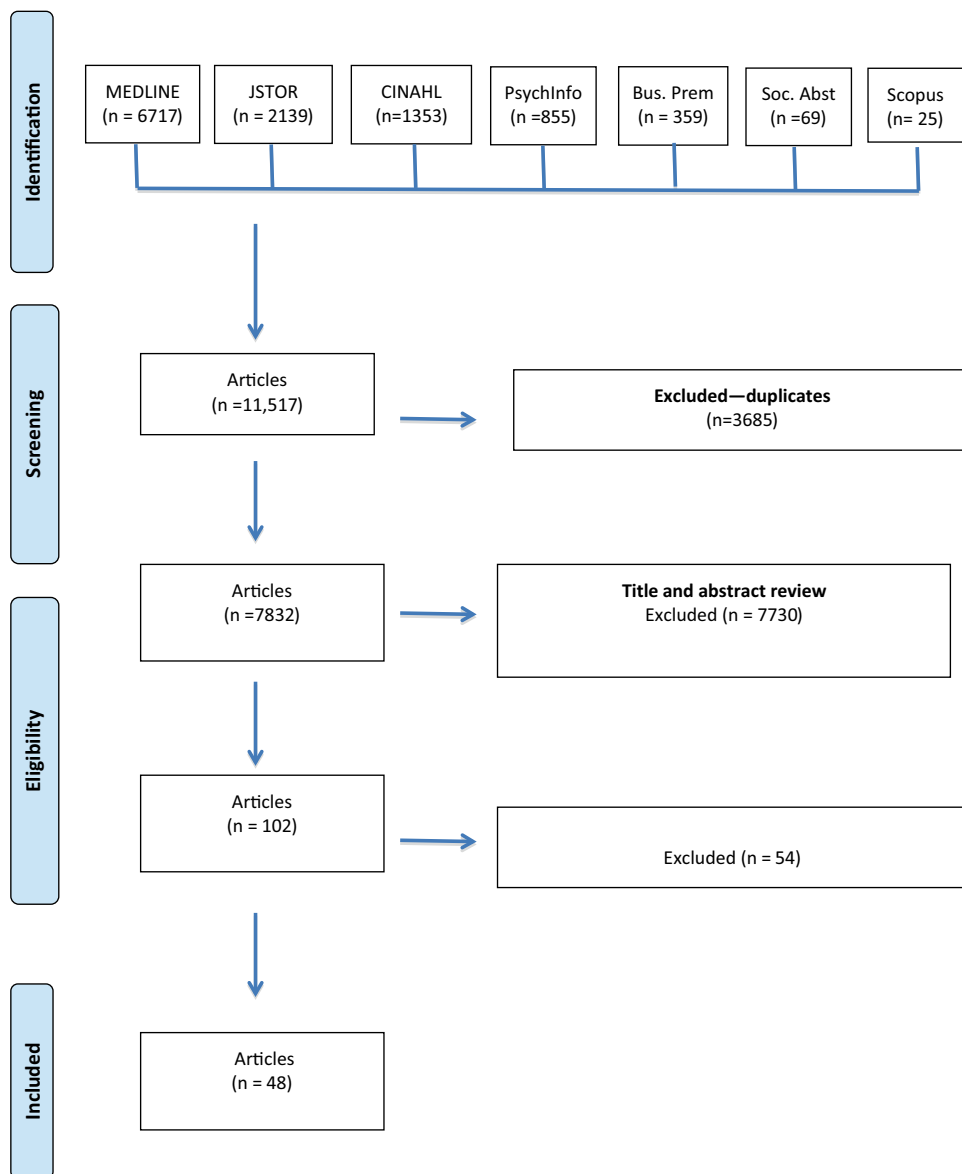 Identification
MEDLINE
(n = 6717)
JSTOR
(n = 2139)
CINAHL
(n=1353)
PsychInfo
(n =855)
Bus. Prem
(n = 359)
Soc. Abst
(n =69)
Scopus
(n= 25)
Screening
Articles
(n =11,517)
Excluded—duplicates
(n=3685)
Eligibility
Articles
(n =7832)
Title and abstract review
Excluded (n = 7730)
Articles
(n = 102)
Excluded (n = 54)
Included
Articles
(n = 48)